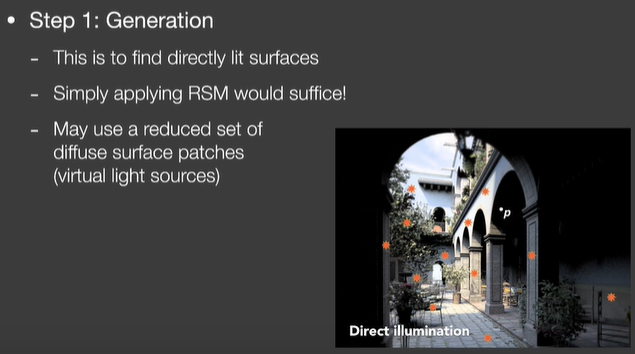 • Step 1: Generation
- This is to find directly lit surfaces
- Simply applying RSM would suffice!
- May use a reduced set of
diffuse surface patches
(virtual light sources)
p
Direct illumination